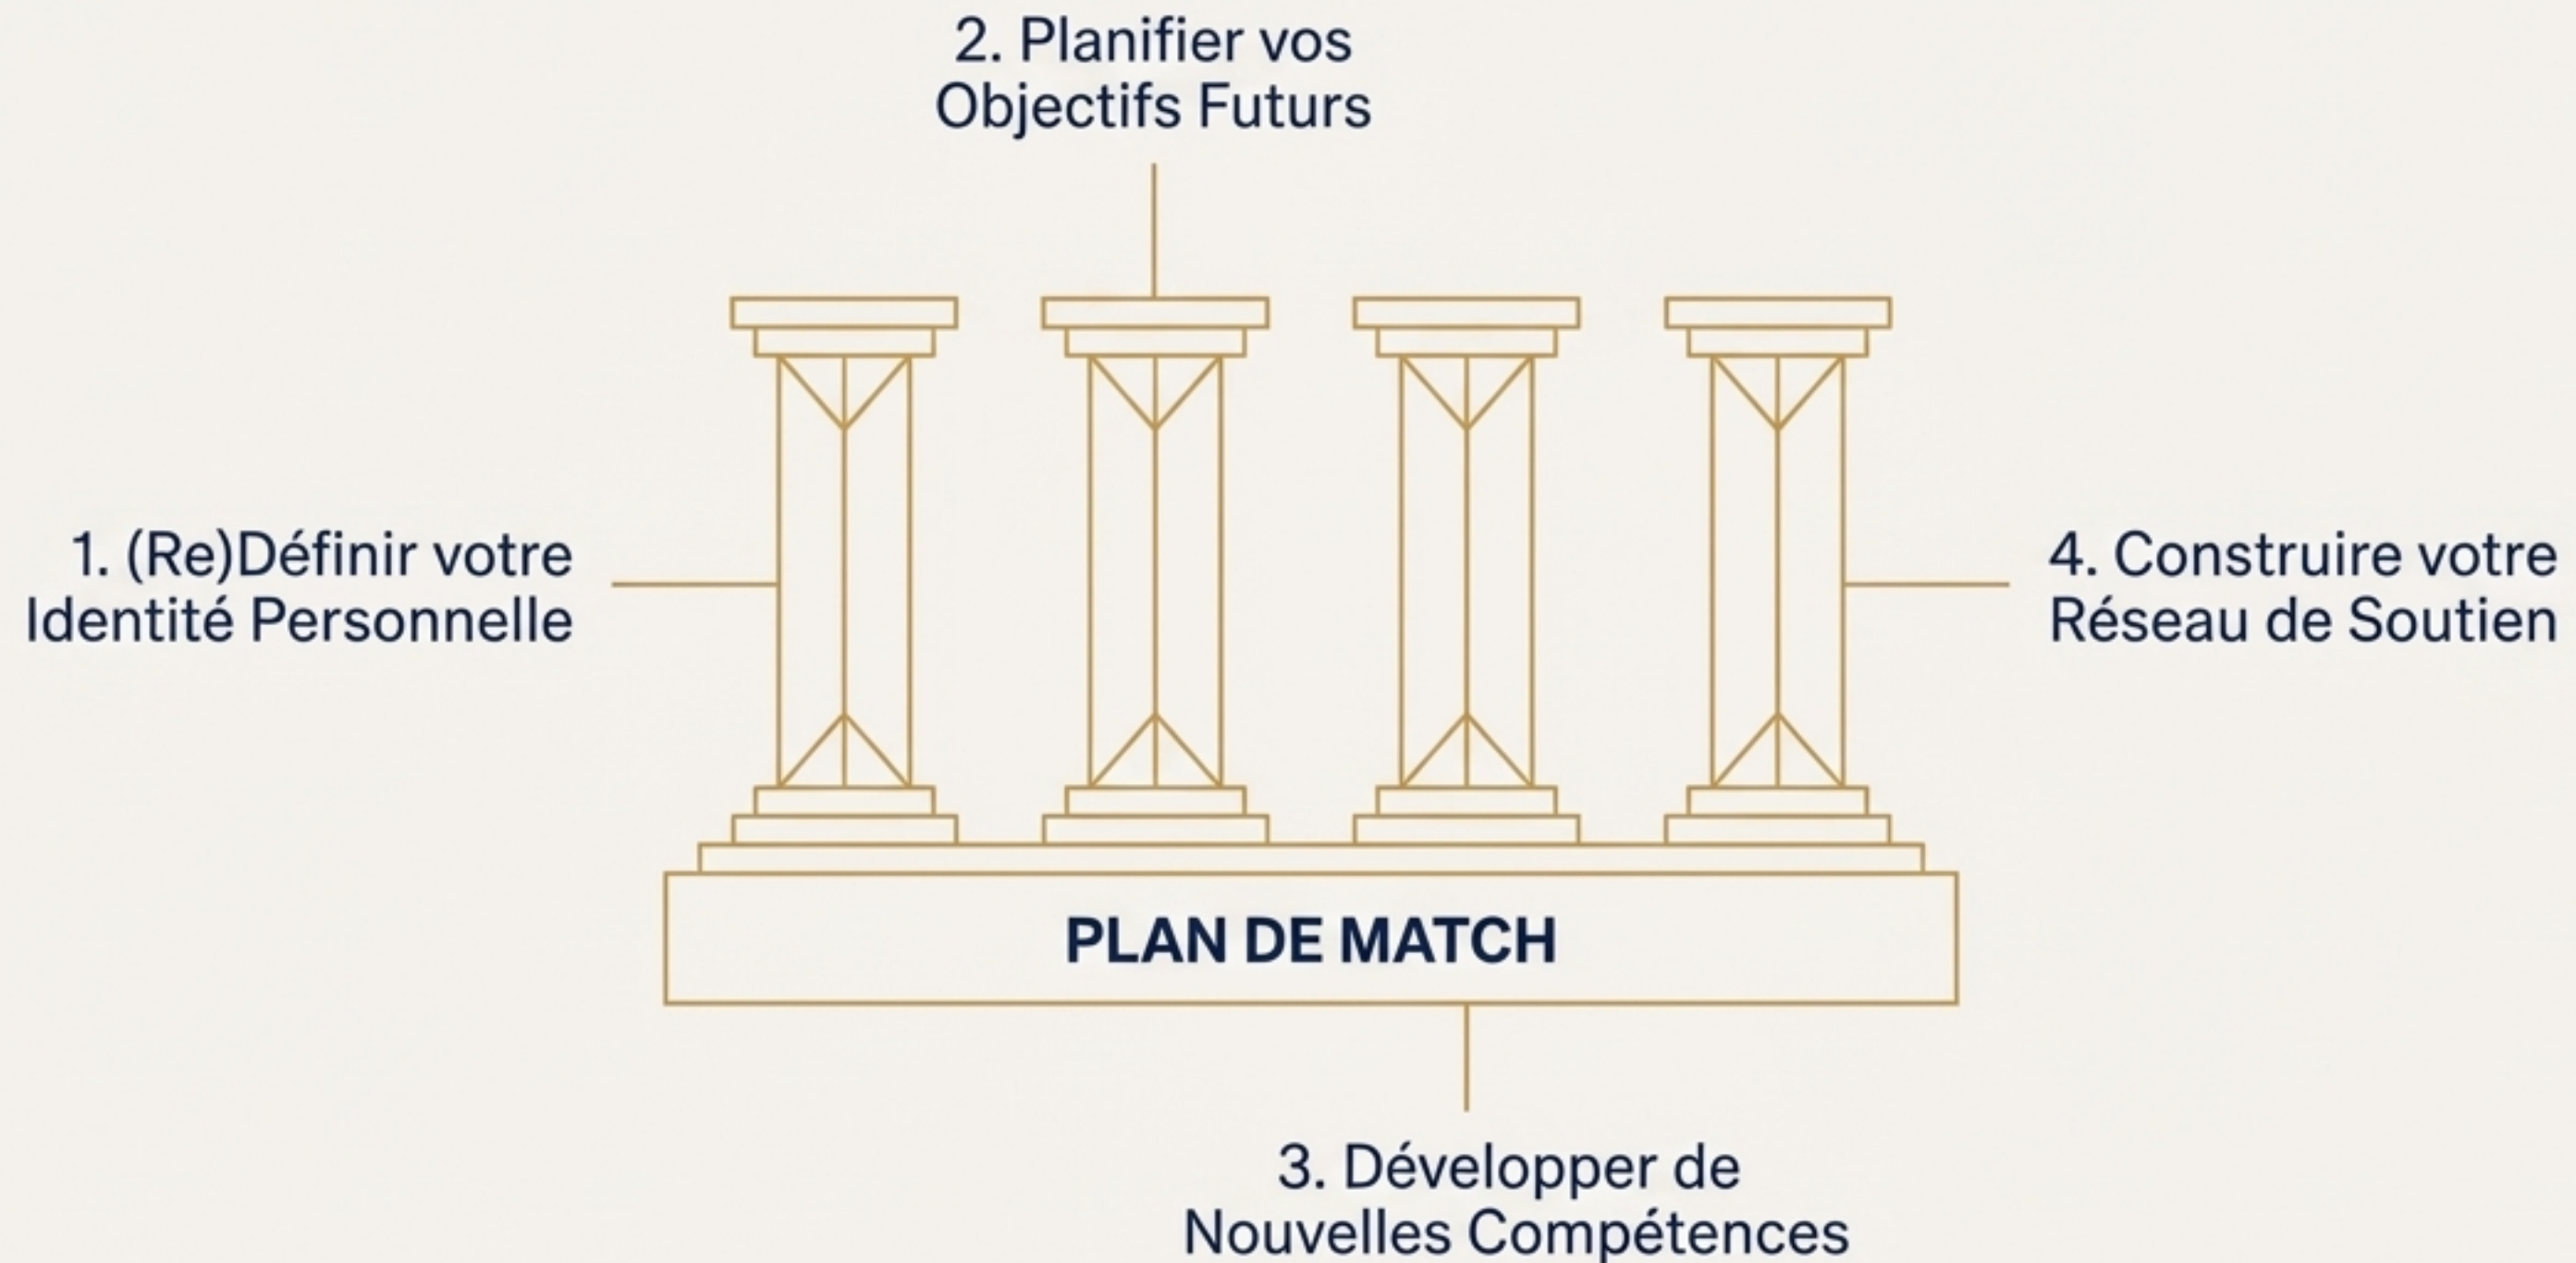 2. Planifier vos
Objectifs Futurs
1. (Re)Définir votre
Identité Personnelle
4. Construire votre
Réseau de Soutien
PLAN DE MATCH
3. Développer de
Nouvelles Compétences